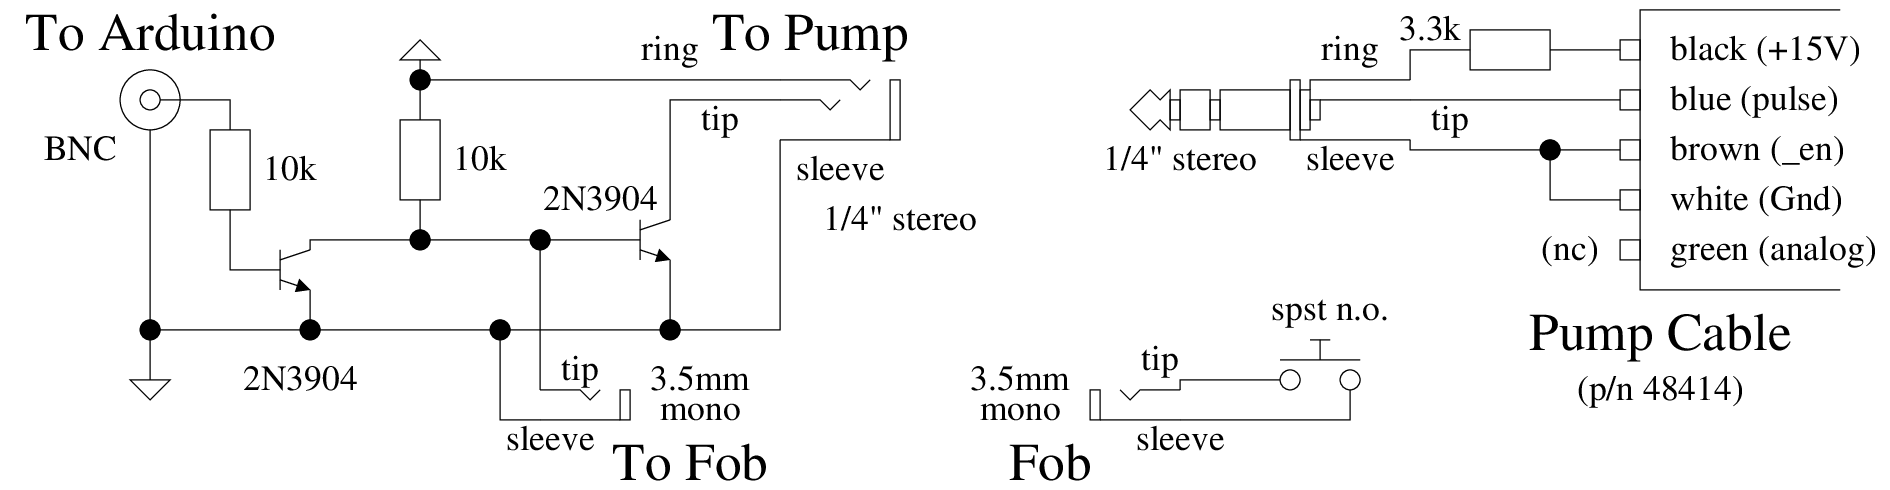 To Arduino
BNC
10k
10k
2N3904
2N3904
ring
To Pump
tip
sleeve
1/4" stereo
tip
3.5mm
mono
sleeve
To Fob
ring
3.3k
1/4" stereo
sleeve
tip
black (+15V)
blue (pulse)
brown (_en)
white (Gnd)
(nc)
green (analog)
Pump Cable
(p/n 48414)
spst n.o.
tip
3.5mm
mono
sleeve
Fob